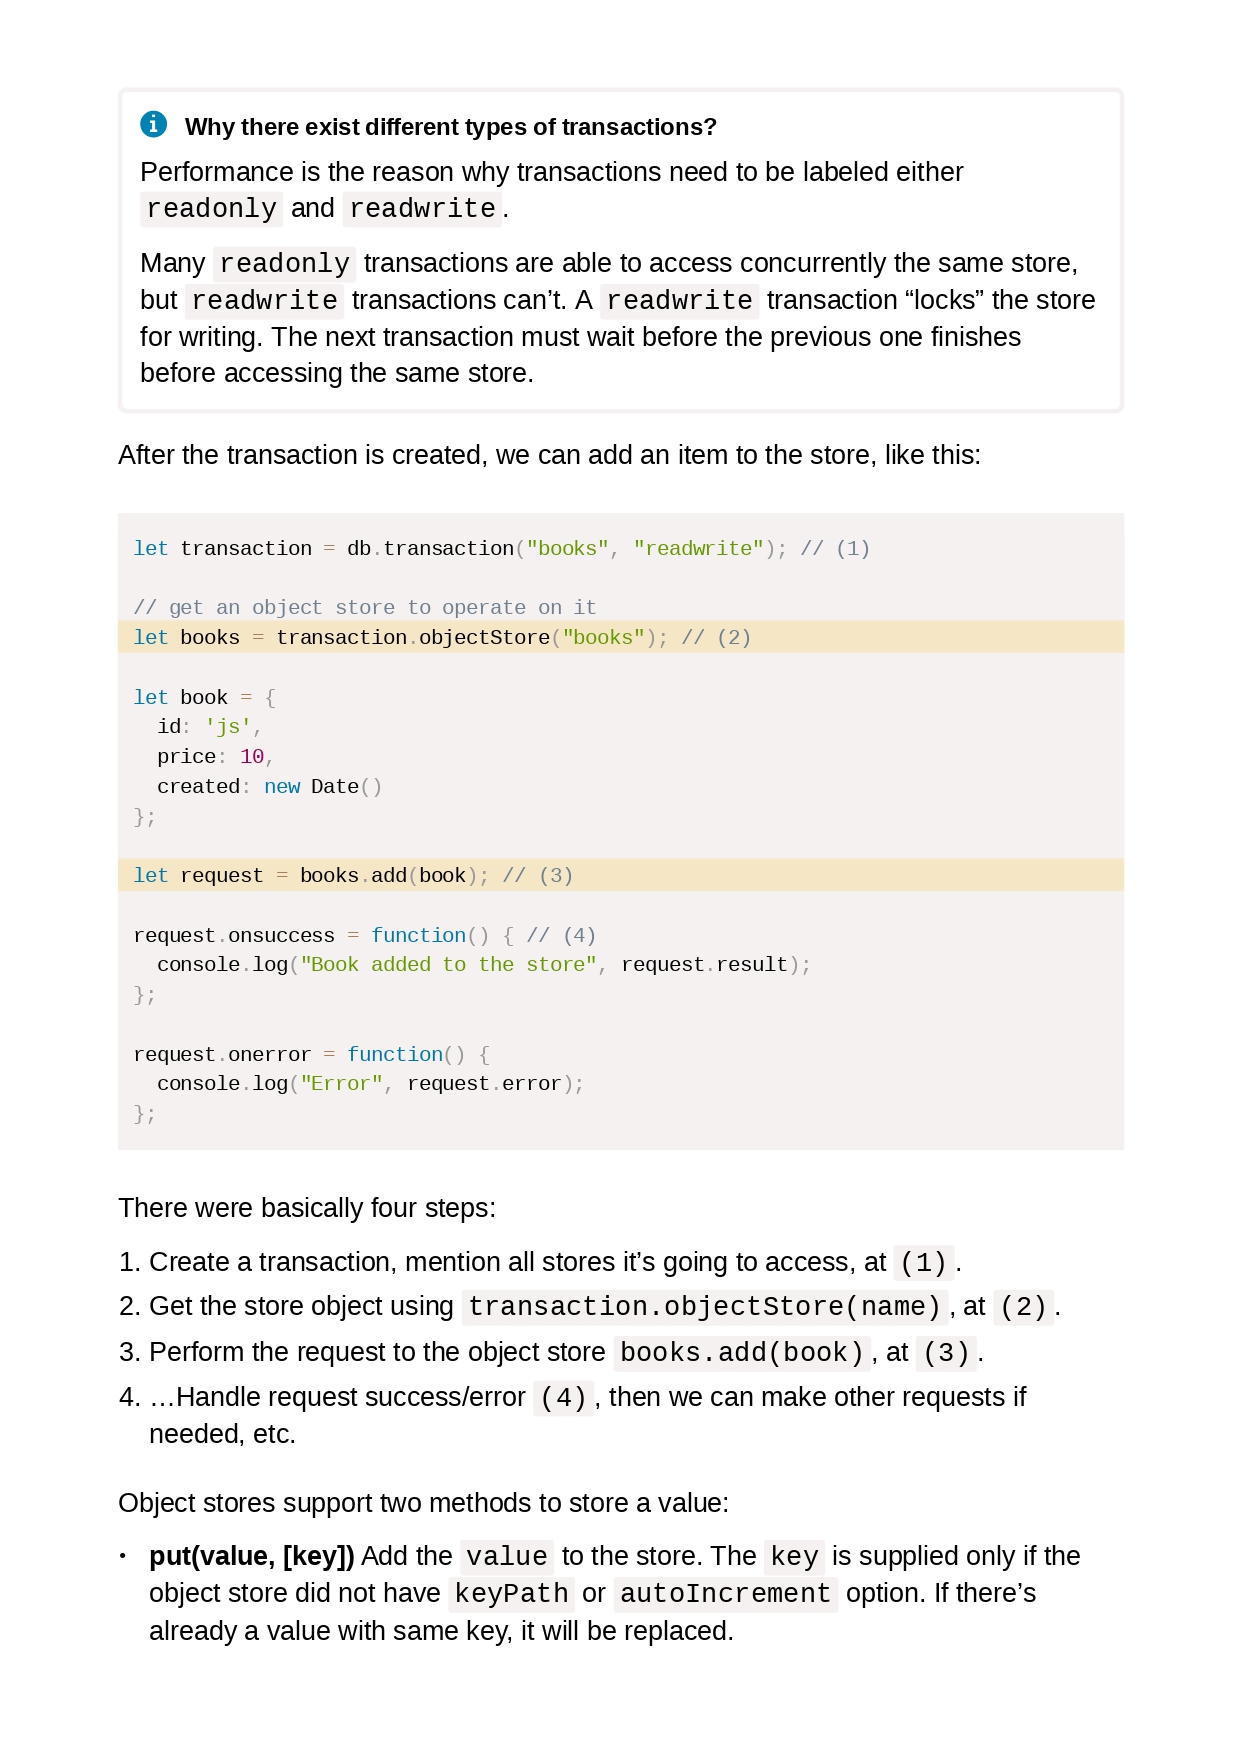 Why there exist different types of transactions?
Performance is the reason why transactions need to be labeled either
readonly and readwrite.
Many readonly transactions are able to access concurrently the same store,
but readwrite transactions can’t. A readwrite transaction “locks” the store
for writing. The next transaction must wait before the previous one finishes
before accessing the same store.
After the transaction is created, we can add an item to the store, like this:
let transaction = db.transaction("books", "readwrite"); // (1)
// get an object store to operate on it
let books = transaction.objectStore("books"); // (2)
let book = {
  id: 'js',
  price: 10,
  created: new Date()
};
let request = books.add(book); // (3)
request.onsuccess = function() { // (4)
  console.log("Book added to the store", request.result);
};
request.onerror = function() {
  console.log("Error", request.error);
};
There were basically four steps:
1. Create a transaction, mention all stores it’s going to access, at (1).
2. Get the store object using transaction.objectStore(name), at (2).
3. Perform the request to the object store books.add(book), at (3).
4. …Handle request success/error (4), then we can make other requests if
needed, etc.
Object stores support two methods to store a value:
• put(value, [key]) Add the value to the store. The key is supplied only if the
object store did not have keyPath or autoIncrement option. If there’s
already a value with same key, it will be replaced.